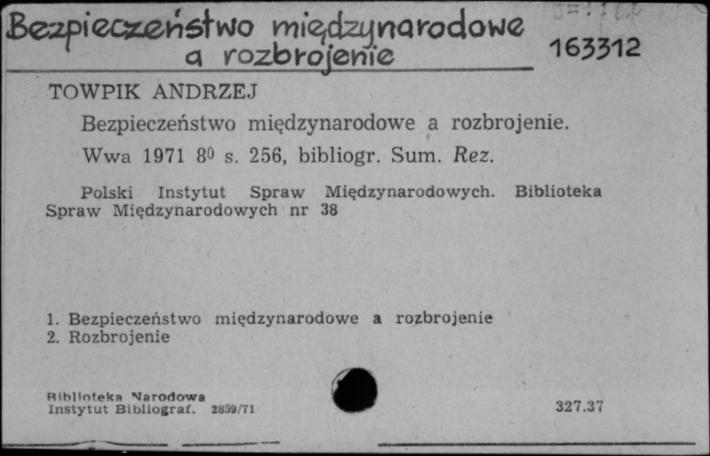 Bezpieczeństwo międzynarodowe
a rozbrojenie
163312
TOWPIK ANDRZEJ
Bezpieczeństwo międzynarodowe a rozbrojenie.
Wwa 1971 8⁰ s. 256, bibliogr. Sum. Rez.
Polski Instytut Spraw Międzynarodowych. Biblioteka
Spraw Międzynarodowych nr 38
1. Bezpieczeństwo międzynarodowe a rozbrojenie
2. Rozbrojenie
Biblioteka Narodowa
Instytut Bibliograf. 2859/71
327.37